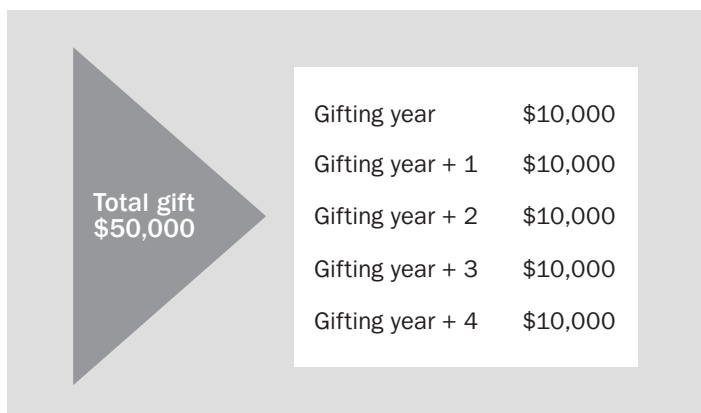 Total gift
$50,000
Gifting year $10,000
Gifting year + 1 $10,000
Gifting year + 2 $10,000
Gifting year + 3 $10,000
Gifting year + 4 $10,000